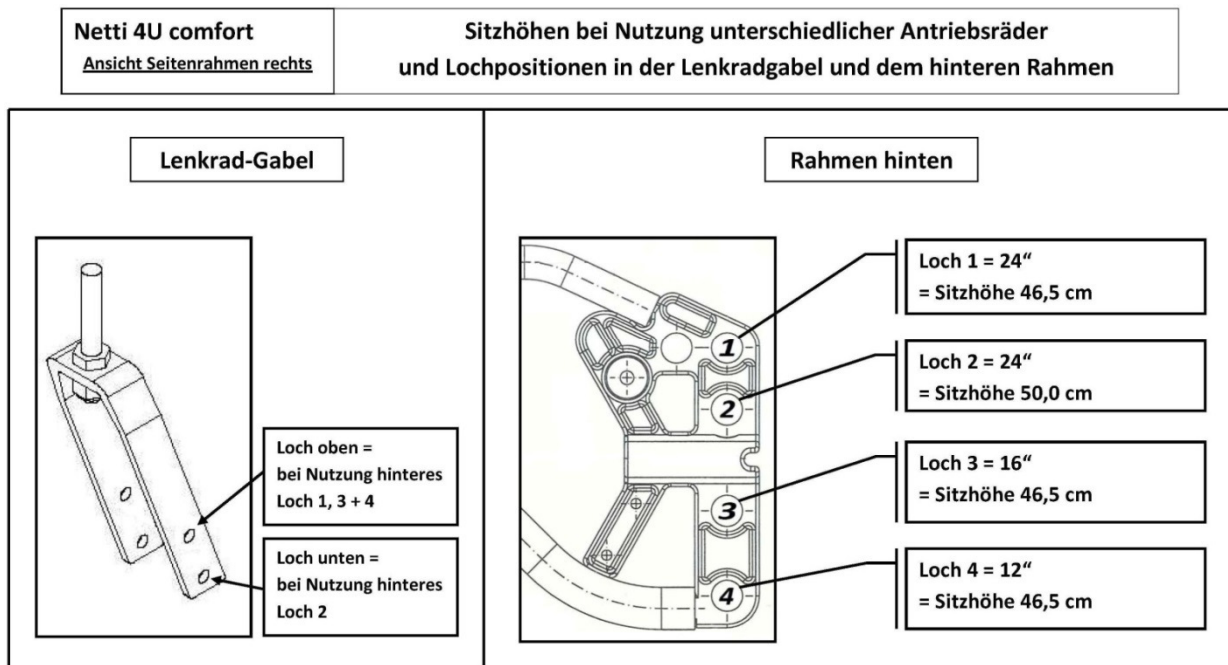 Netti 4U comfort
Ansicht Seitenrahmen rechts
Sitzhöhen bei Nutzung unterschiedlicher Antriebsräder
und Lochpositionen in der Lenkradgabel und dem hinteren Rahmen
Lenkrad-Gabel
Loch oben =
bei Nutzung hinteres
Loch 1, 3 + 4
Loch unten =
bei Nutzung hinteres
Loch 2
Rahmen hinten
1
2
3
4
Loch 1 = 24“
= Sitzhöhe 46,5 cm
Loch 2 = 24“
= Sitzhöhe 50,0 cm
Loch 3 = 16“
= Sitzhöhe 46,5 cm
Loch 4 = 12“
= Sitzhöhe 46,5 cm